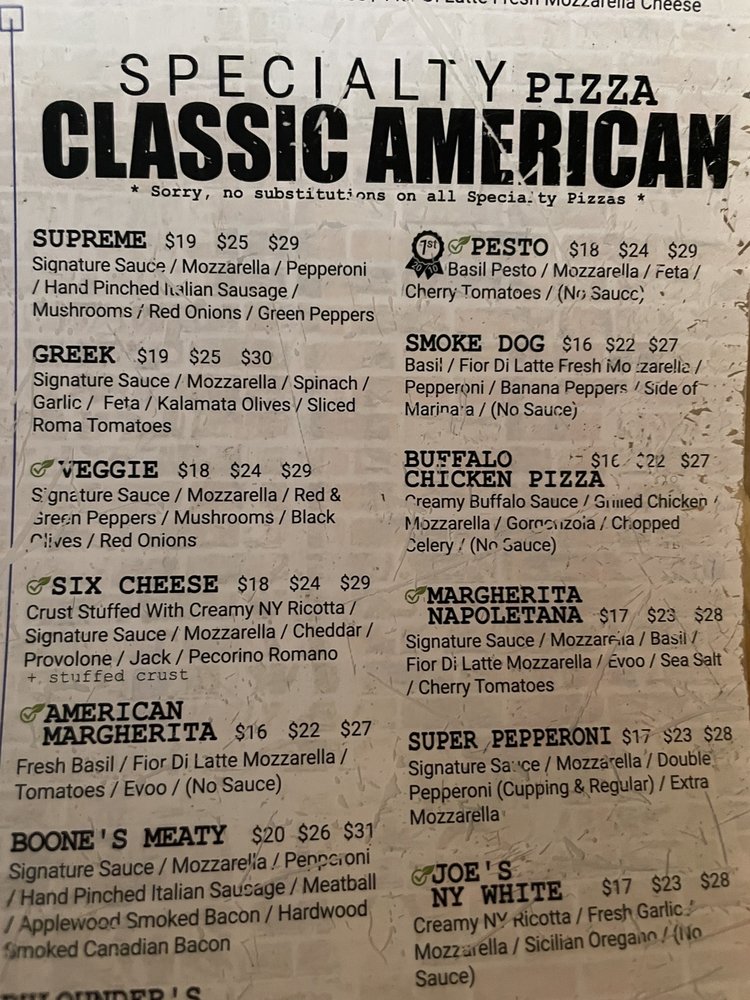 Fresh Mozzarella Cheese
SPECIALTY PIZZA
CLASSIC AMERICAN
* Sorry, no substitutions on all Specialty Pizzas *
SUPREME $19 $25 $29
Signature Sauce / Mozzarella / Pepperoni
/ Hand Pinched Italian Sausage /
Mushrooms / Red Onions / Green Peppers
GREEK $19 $25 $30
Signature Sauce / Mozzarella / Spinach /
Garlic / Feta / Kalamata Olives / Sliced
Roma Tomatoes
VEGGIE $18 $24 $29
Signature Sauce / Mozzarella / Red &
Green Peppers / Mushrooms / Black
Olives / Red Onions
SIX CHEESE $18 $24 $29
Crust Stuffed With Creamy NY Ricotta /
Signature Sauce / Mozzarella / Cheddar /
Provolone / Jack / Pecorino Romano
+ stuffed crust
AMERICAN
MARGHERITA $16 $22 $27
Fresh Basil / Fior Di Latte Mozzarella /
Tomatoes / Evoo / (No Sauce)
BOONE'S MEATY $20 $26 $31
Signature Sauce / Mozzarella / Pepperoni
/ Hand Pinched Italian Sausage / Meatball
/ Applewood Smoked Bacon / Hardwood
Smoked Canadian Bacon
1st
PESTO $18 $24 $29
Basil Pesto / Mozzarella / Feta /
Cherry Tomatoes / (No Sauce)
SMOKE DOG $16 $22 $27
Basil / Fior Di Latte Fresh Mozzarella /
Pepperoni / Banana Peppers / Side of
Marinara / (No Sauce)
BUFFALO
CHICKEN PIZZA $16 $22 $27
Creamy Buffalo Sauce / Grilled Chicken /
Mozzarella / Gorgonzola / Chopped
Celery / (No Sauce)
MARGHERITA
NAPOLETANA $17 $23 $28
Signature Sauce / Mozzarella / Basil /
Fior Di Latte Mozzarella / Evoo / Sea Salt
/ Cherry Tomatoes
SUPER PEPPERONI $17 $23 $28
Signature Sauce / Mozzarella / Double
Pepperoni (Cupping & Regular) / Extra
Mozzarella
JOE'S
NY WHITE $17 $23 $28
Creamy NY Ricotta / Fresh Garlic /
Mozzarella / Sicilian Oregano / (No
Sauce)